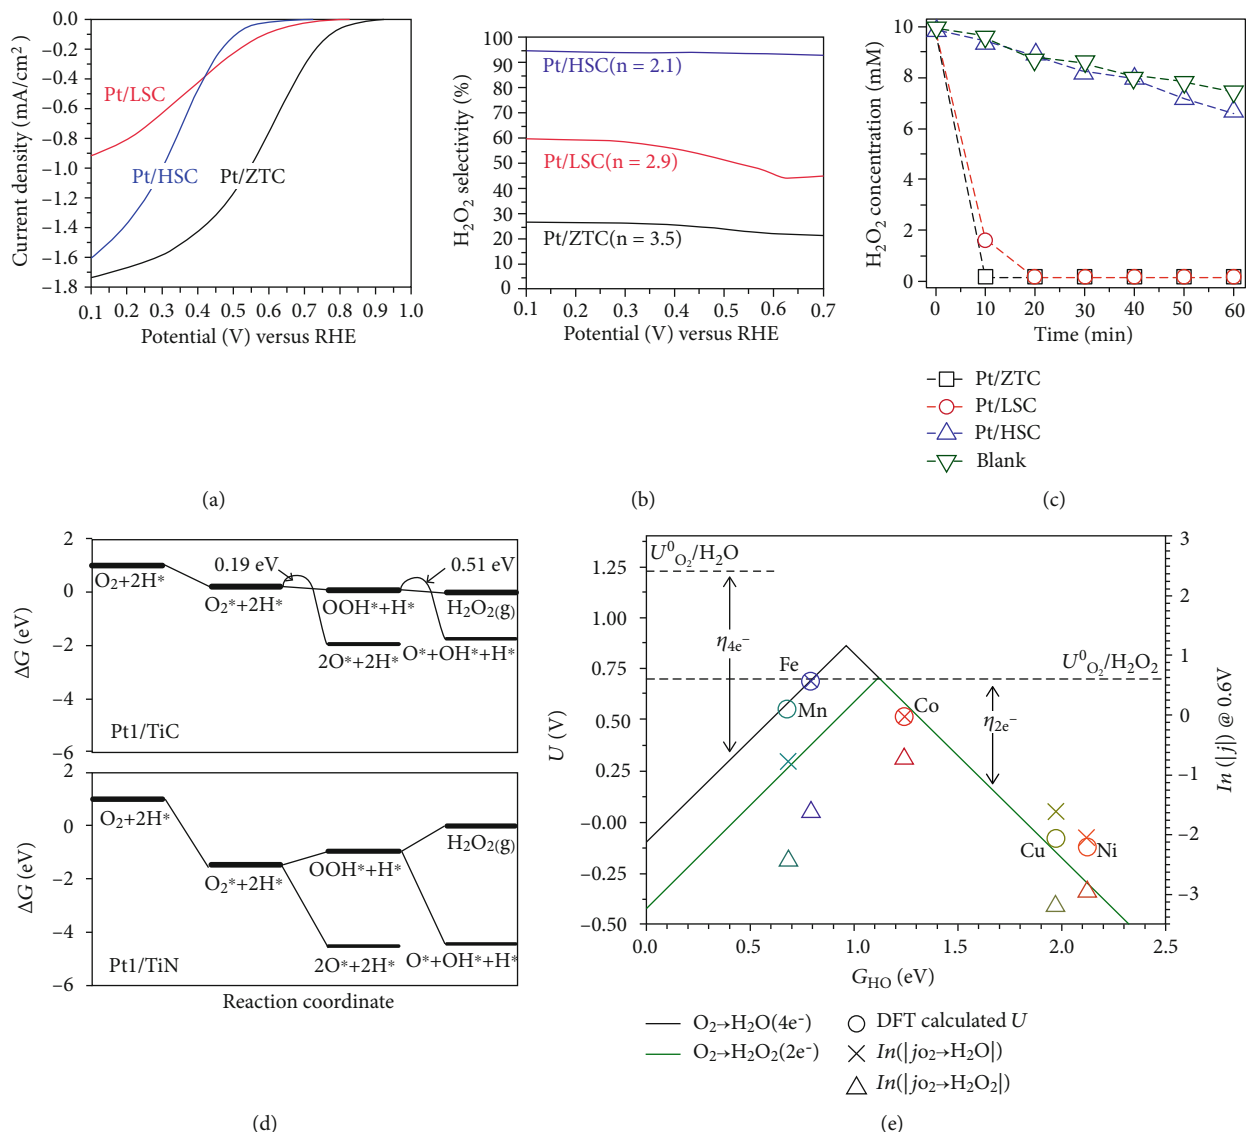 0.0
−0.2
−0.4
−0.6
−0.8
−1.0
−1.2
−1.4
−1.6
−1.8
Current density (mA/cm²)
Pt/LSC
Pt/HSC
Pt/ZTC
0.1 0.2 0.3 0.4 0.5 0.6 0.7 0.8 0.9 1.0
Potential (V) versus RHE
(a)
100
90
80
70
60
50
40
30
20
10
0
H₂O₂ selectivity (%)
Pt/HSC(n = 2.1)
Pt/LSC(n = 2.9)
Pt/ZTC(n = 3.5)
0.1 0.2 0.3 0.4 0.5 0.6 0.7
Potential (V) versus RHE
(b)
10
8
6
4
2
0
H₂O₂ concentration (mM)
0 10 20 30 40 50 60
Time (min)
Pt/ZTC
Pt/LSC
Pt/HSC
Blank
(c)
2
0
−2
−4
−6
ΔG (eV)
O₂+2H*
O₂*+2H*
0.19 eV
OOH*+H*
0.51 eV
H₂O₂(g)
2O*+2H*
O*+OH*+H*
Pt1/TiC
2
0
−2
−4
−6
ΔG (eV)
O₂+2H*
O₂*+2H*
OOH*+H*
H₂O₂(g)
2O*+2H*
O*+OH*+H*
Pt1/TiN
Reaction coordinate
(d)
1.25
1.00
0.75
0.50
0.25
−0.00
−0.25
−0.50
U (V)
U⁰O₂/H₂O
η4e⁻
Fe
Mn
Co
U⁰O₂/H₂O₂
η2e⁻
Cu
Ni
3
2
1
0
−1
−2
−3
In (|j|) @ 0.6V
0.0 0.5 1.0 1.5 2.0 2.5
G_HO (eV)
O₂→H₂O(4e⁻)
O₂→H₂O₂(2e⁻)
DFT calculated U
In(|jo₂→H₂O|)
In(|jo₂→H₂O₂|)
(e)